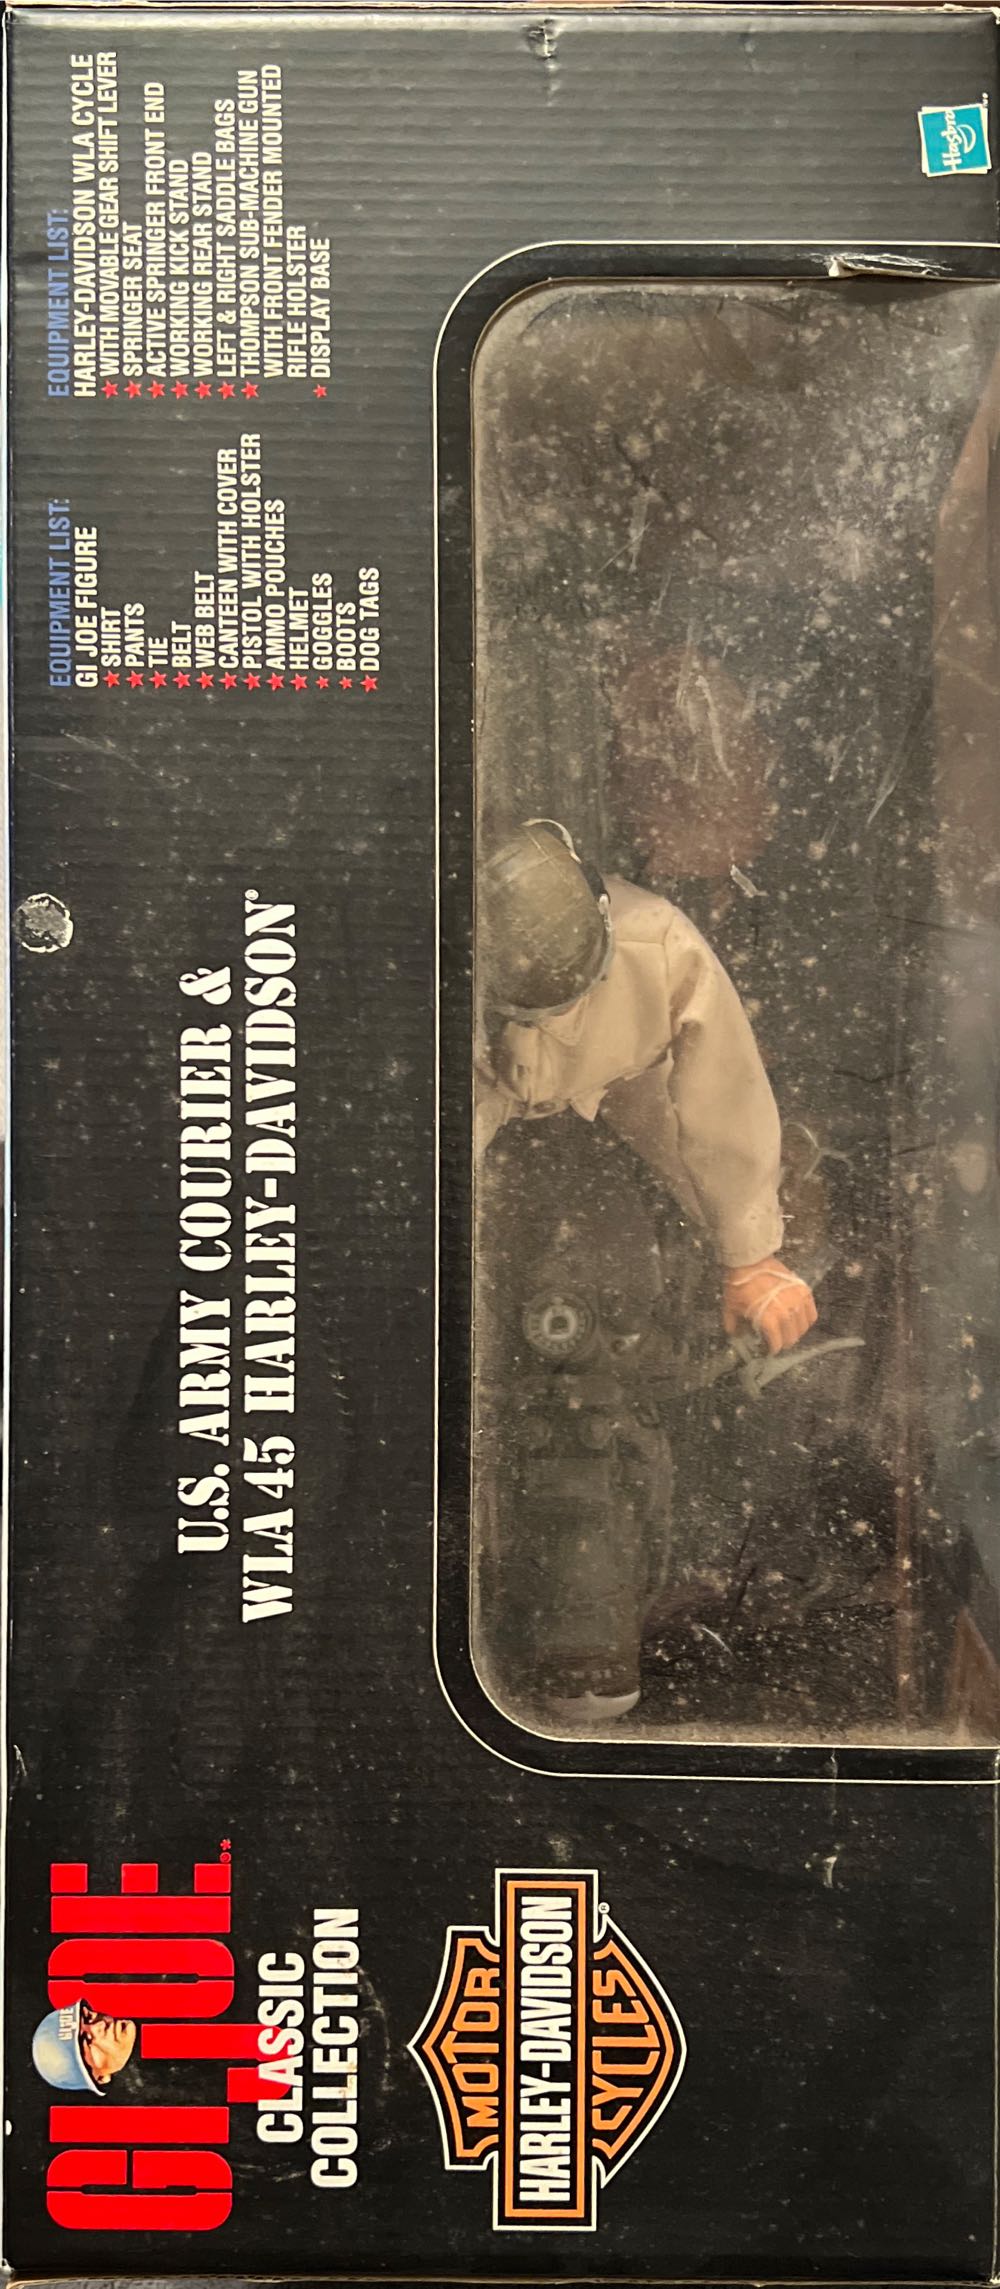 GI JOE
CLASSIC
COLLECTION
MOTOR
HARLEY-DAVIDSON
CYCLES
U.S. ARMY COURIER &
WLA 45 HARLEY-DAVIDSON®
EQUIPMENT LIST:
GI JOE FIGURE
★ SHIRT
★ PANTS
★ TIE
★ BELT
★ WEB BELT
★ CANTEEN WITH COVER
★ PISTOL WITH HOLSTER
★ AMMO POUCHES
★ HELMET
★ GOGGLES
★ BOOTS
★ DOG TAGS
EQUIPMENT LIST:
HARLEY-DAVIDSON WLA CYCLE
★ WITH MOVABLE GEAR SHIFT LEVER
★ SPRINGER SEAT
★ ACTIVE SPRINGER FRONT END
★ WORKING KICK STAND
★ WORKING REAR STAND
★ LEFT & RIGHT SADDLE BAGS
★ THOMPSON SUB-MACHINE GUN
WITH FRONT FENDER MOUNTED
RIFLE HOLSTER
★ DISPLAY BASE
Hasbro